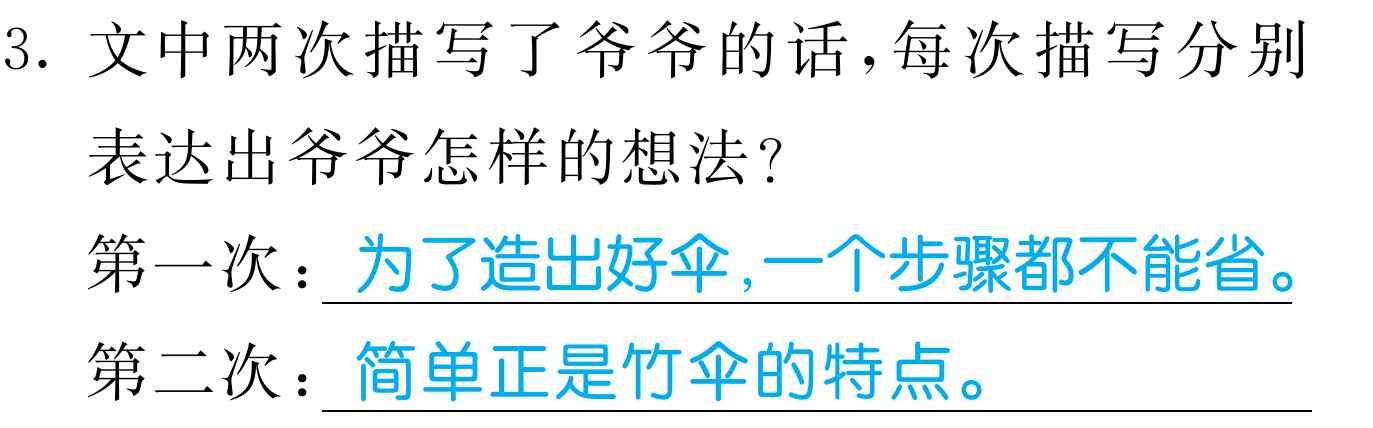 3. 文中两次描写了爷爷的话,每次描写分别
表达出爷爷怎样的想法?
第一次:为了造出好伞,一个步骤都不能省。
第二次:简单正是竹伞的特点。